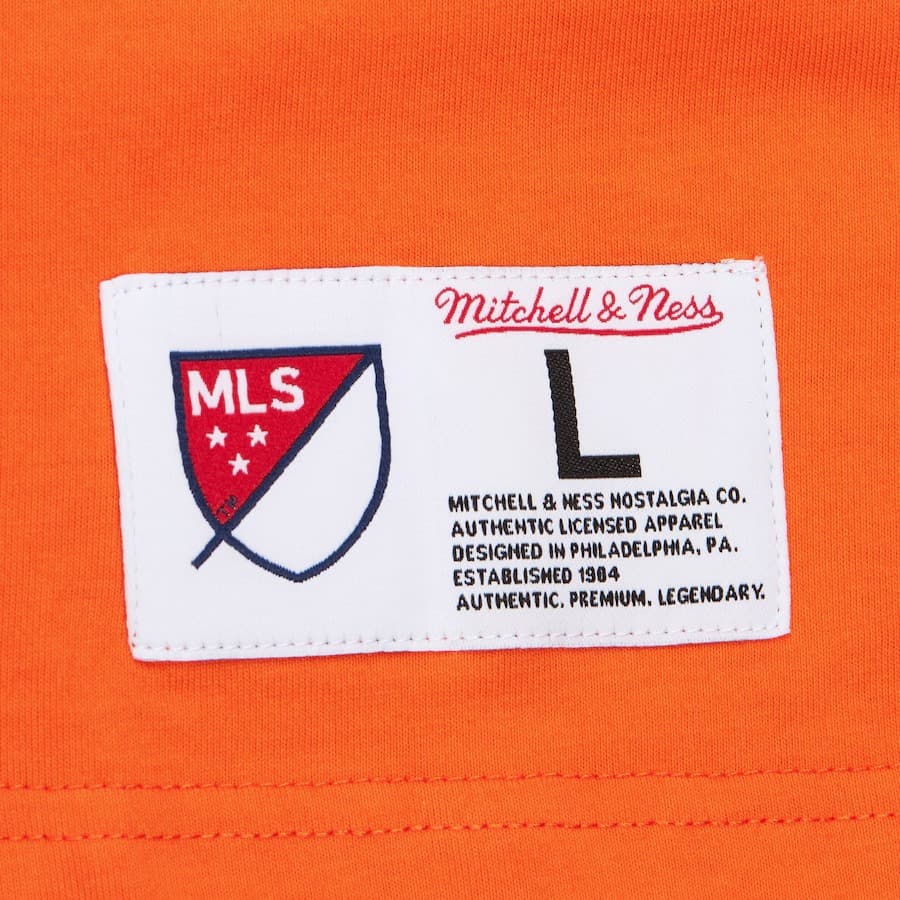 Mitchell & Ness
MLS
L
TM
MITCHELL & NESS NOSTALGIA CO.
AUTHENTIC LICENSED APPAREL
DESIGNED IN PHILADELPHIA, PA.
ESTABLISHED 1904
AUTHENTIC. PREMIUM. LEGENDARY.